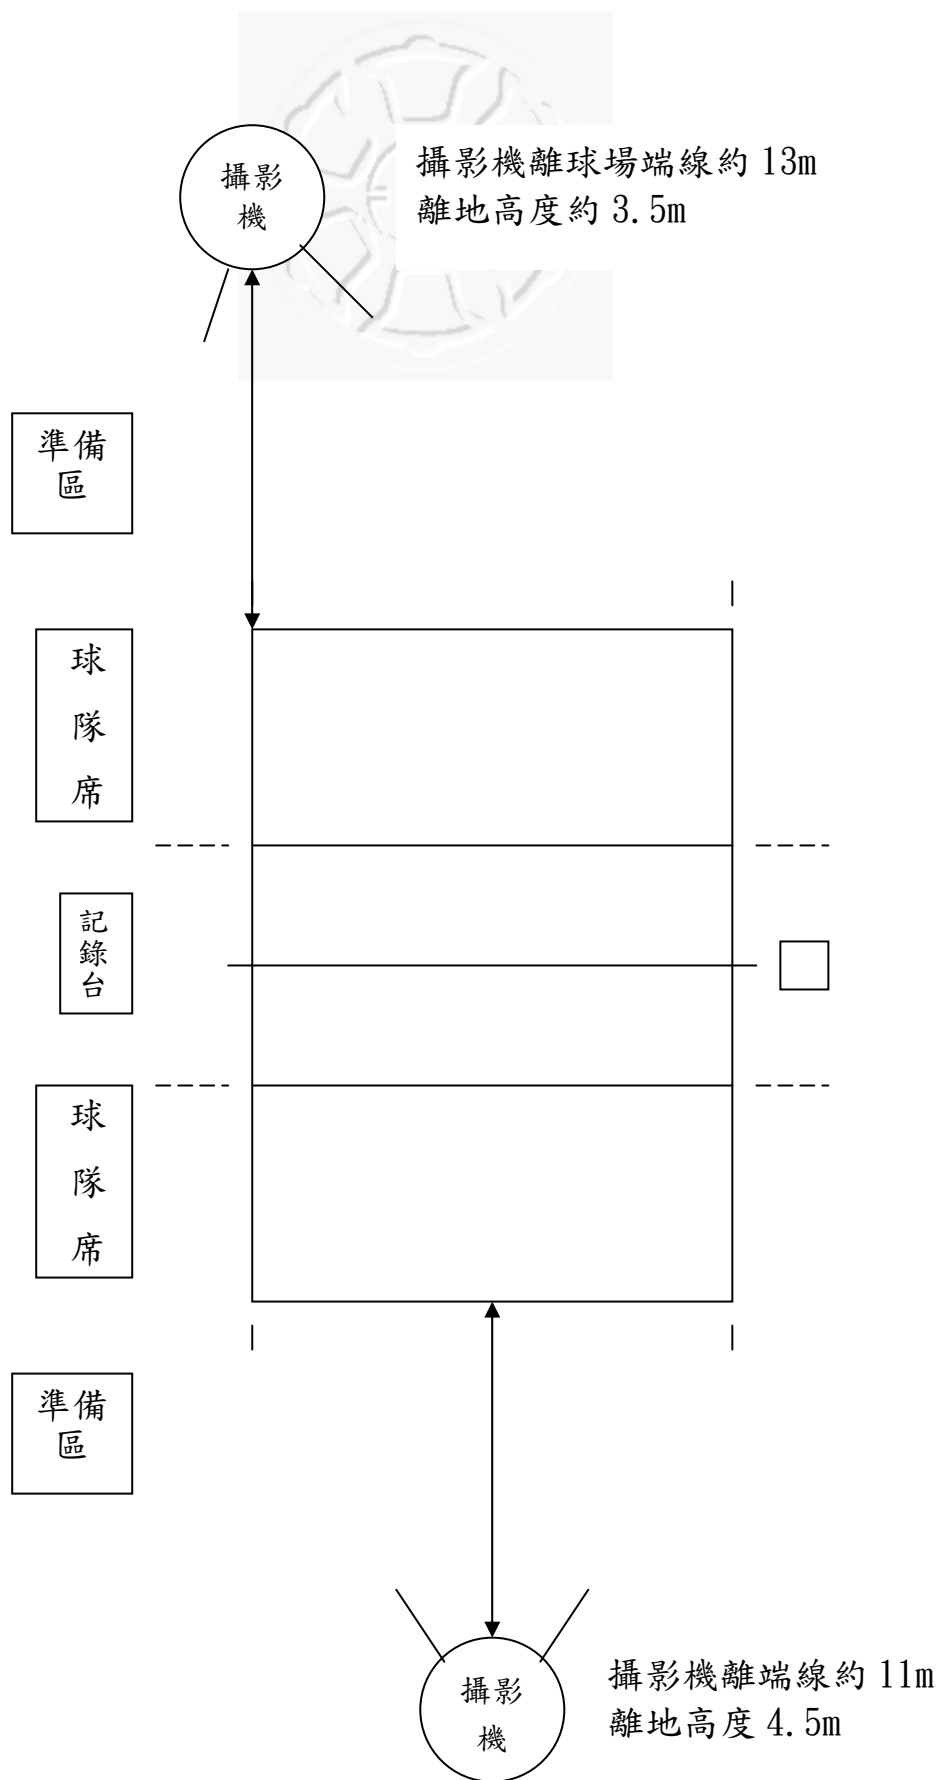 攝影
機
攝影機離球場端線約 13m
離地高度約 3.5m
準備
區
球
隊
席
記
錄
台
球
隊
席
準備
區
攝影
機
攝影機離端線約 11m
離地高度 4.5m